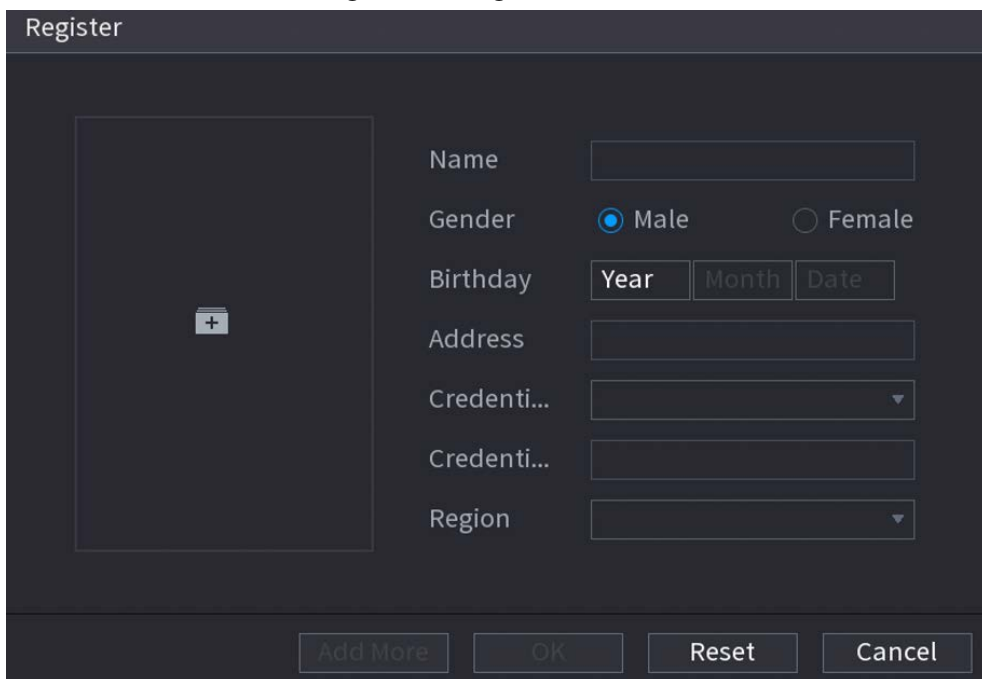 Register
Name
Gender Male Female
Birthday Year Month Date
Address
Credenti...
Credenti...
Region
Add More OK Reset Cancel